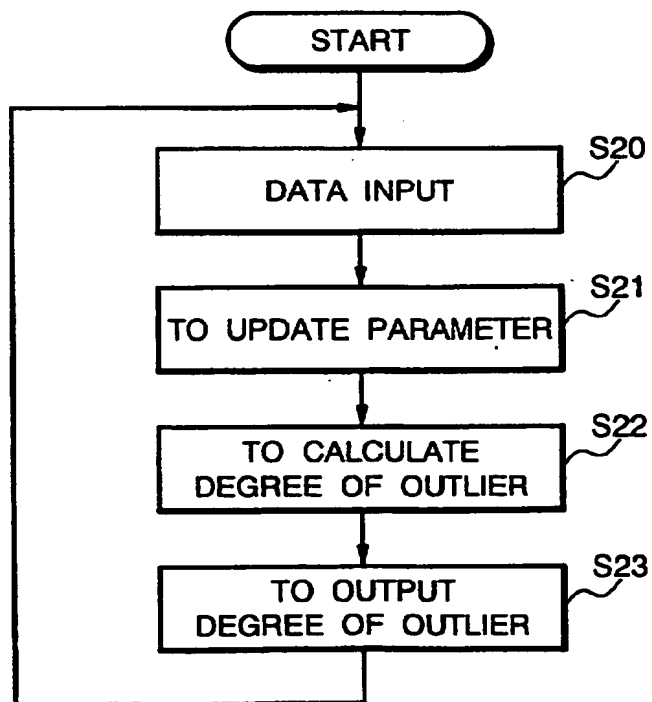 START
S20
DATA INPUT
S21
TO UPDATE PARAMETER
S22
TO CALCULATE
DEGREE OF OUTLIER
S23
TO OUTPUT
DEGREE OF OUTLIER